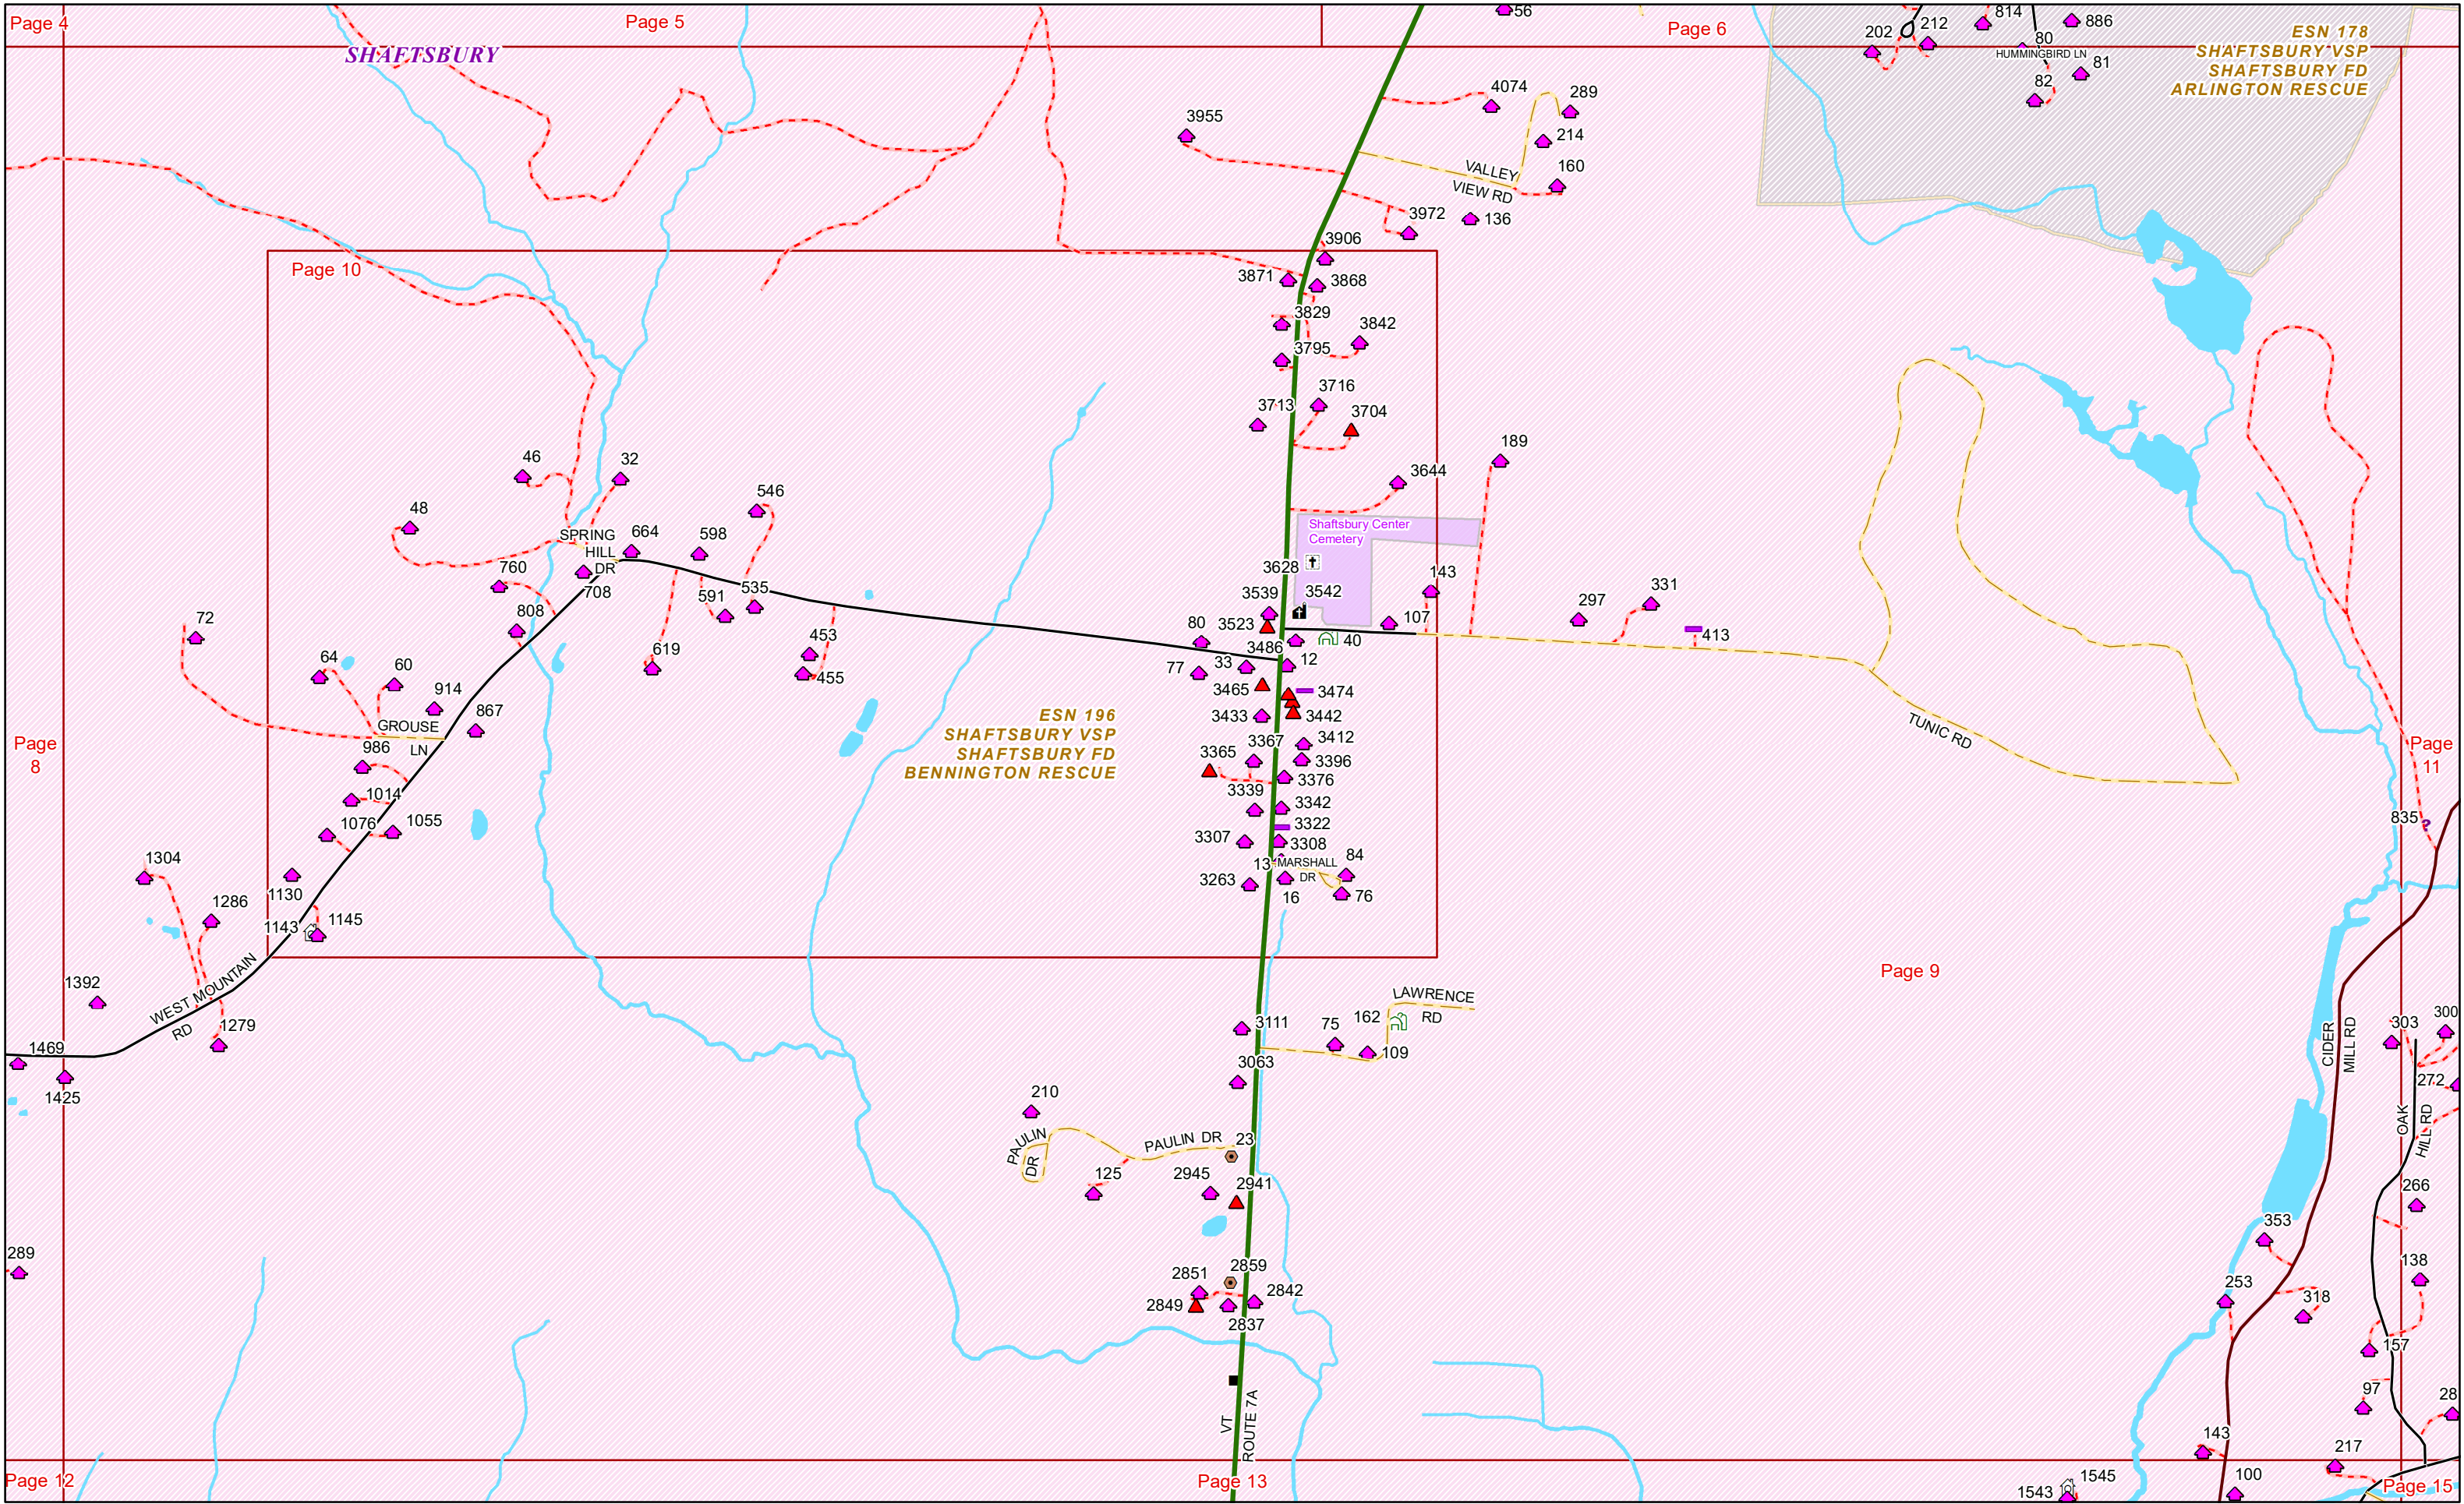 Page 4
Page 5
SHAFTSBURY
56
Page 6
202
212
814
886
80
HUMMINGBIRD LN
81
82
ESN 178
SHAFTSBURY VSP
SHAFTSBURY FD
ARLINGTON RESCUE
4074
289
3955
214
160
VALLEY
VIEW RD
3972
136
3906
Page 10
3871
3868
3829
3842
3795
3716
3713
3704
189
46
32
3644
546
48
Shaftsbury Center
Cemetery
SPRING
HILL
DR
664
598
760
708
3628
143
3542
3539
535
591
331
297
72
808
107
80
3523
453
413
40
3486
619
64
60
33
12
77
455
914
3465
3474
867
GROUSE
LN
3433
3442
ESN 196
SHAFTSBURY VSP
SHAFTSBURY FD
BENNINGTON RESCUE
TUNIC RD
986
3367
3412
3365
3396
3376
Page
8
Page
11
1014
3339
3342
1076
1055
3322
835
?
3307
3308
1304
13
MARSHALL
DR
84
3263
16
76
1130
1286
1143
1145
1392
WEST MOUNTAIN
RD
Page 9
LAWRENCE
RD
162
3111
75
109
1279
1469
1425
3063
CIDER
MILL RD
303
300
272
210
PAULIN
DR
PAULIN DR
23
OAK
HILL RD
125
2945
2941
266
353
289
2859
2851
2842
2849
2837
138
253
318
157
97
28
VT
ROUTE 7A
143
217
Page 12
Page 13
1545
1543
100
Page 15